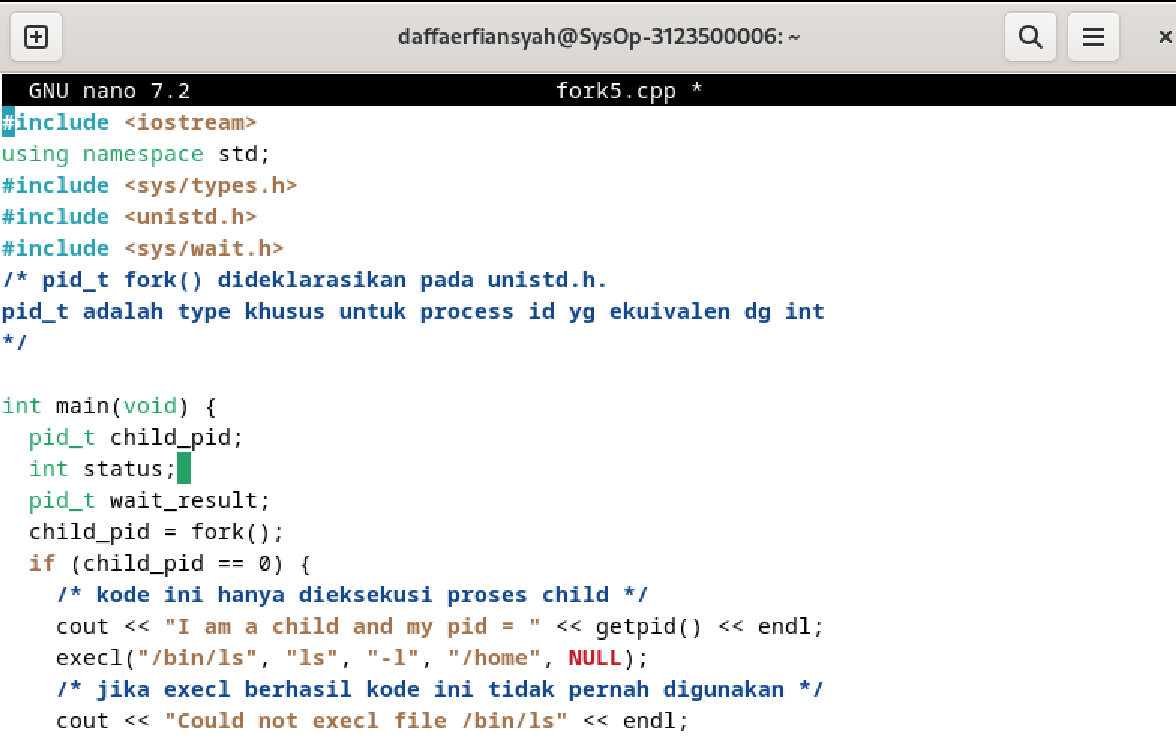 daffaerfiansyah@SysOp-3123500006: ~
GNU nano 7.2 fork5.cpp *
#include <iostream>
using namespace std;
#include <sys/types.h>
#include <unistd.h>
#include <sys/wait.h>
/* pid_t fork() dideklarasikan pada unistd.h.
pid_t adalah type khusus untuk process id yg ekuivalen dg int
*/
int main(void) {
  pid_t child_pid;
  int status;
  pid_t wait_result;
  child_pid = fork();
  if (child_pid == 0) {
    /* kode ini hanya dieksekusi proses child */
    cout << "I am a child and my pid = " << getpid() << endl;
    execl("/bin/ls", "ls", "-l", "/home", NULL);
    /* jika execl berhasil kode ini tidak pernah digunakan */
    cout << "Could not execl file /bin/ls" << endl;